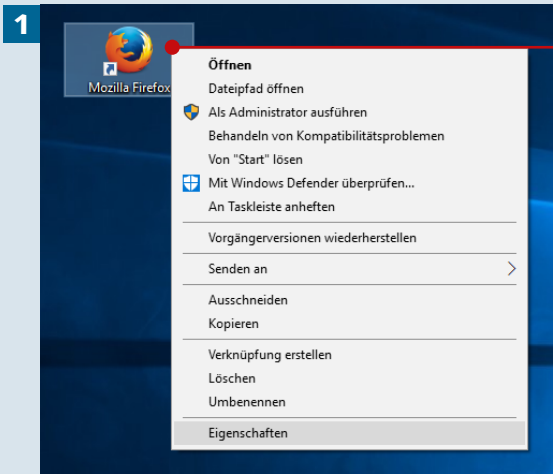 1
Mozilla Firefox
Öffnen
Dateipfad öffnen
Als Administrator ausführen
Behandeln von Kompatibilitätsproblemen
Von "Start" lösen
Mit Windows Defender überprüfen...
An Taskleiste anheften
Vorgängerversionen wiederherstellen
Senden an
Ausschneiden
Kopieren
Verknüpfung erstellen
Löschen
Umbenennen
Eigenschaften